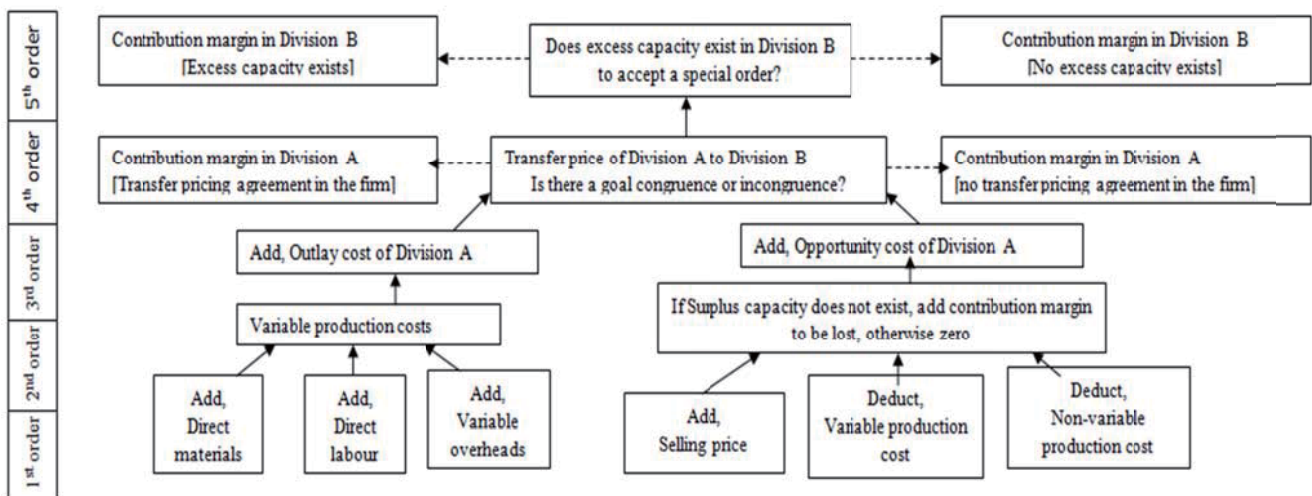 5th order
Contribution margin in Division B
[Excess capacity exists]
Does excess capacity exist in Division B
to accept a special order?
Contribution margin in Division B
[No excess capacity exists]
4th order
Contribution margin in Division A
[Transfer pricing agreement in the firm]
Transfer price of Division A to Division B
Is there a goal congruence or incongruence?
Contribution margin in Division A
[no transfer pricing agreement in the firm]
3rd order
Add, Outlay cost of Division A
Add, Opportunity cost of Division A
Variable production costs
If Surplus capacity does not exist, add contribution margin
to be lost, otherwise zero
2nd order
Add,
Direct
materials
Add,
Direct
labour
Add,
Variable
overheads
Add,
Selling price
Deduct,
Variable production
cost
Deduct,
Non-variable
production cost
1st order